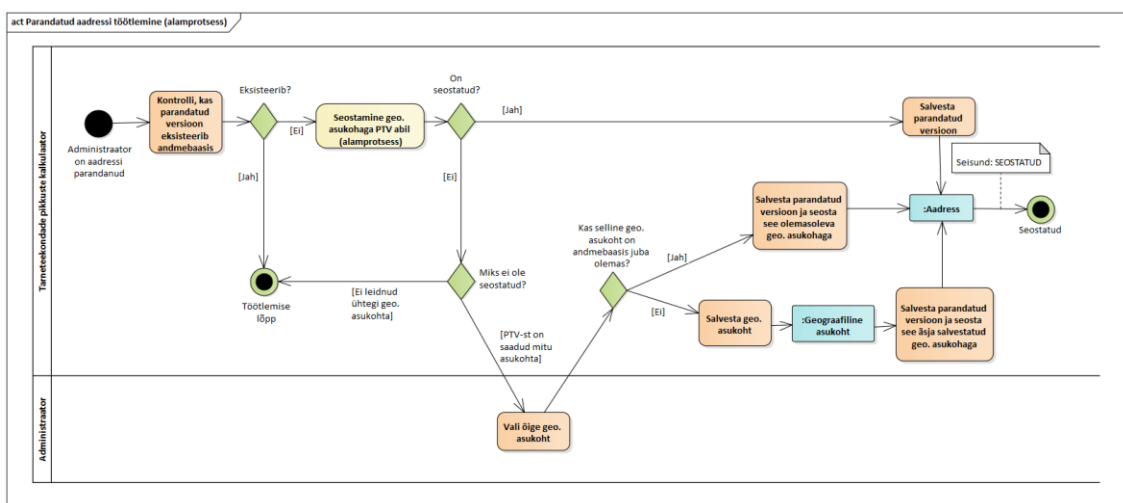 act Parandatud aadressi töötlemine (alamprotsess)
Tarneteekondade pikkuste kalkulaator
Administraator
on aadressi
parandanud
Kontrolli, kas
parandatud
versioon
eksisteerib
andmebaasis
Eksisteerib?
[Ei]
[Jah]
Seostamine geo.
asukohaga PTV abil
(alamprotsess)
On
seostatud?
[Jah]
[Ei]
Salvesta
parandatud
versioon
Seisund: SEOSTATUD
:Aadress
Seostatud
Töötlemise
lõpp
[Ei leidnud
ühtegi geo.
asukohta]
Miks ei ole
seostatud?
[PTV-st on
saadud mitu
asukohta]
Kas selline geo.
asukoht on
andmebaasis juba
olemas?
[Jah]
[Ei]
Salvesta parandatud
versioon ja seosta
see olemasoleva
geo. asukohaga
Salvesta geo.
asukoht
:Geograafiline
asukoht
Salvesta parandatud
versioon ja seosta
see äsja salvestatud
geo. asukohaga
Administraator
Vali õige geo.
asukoht